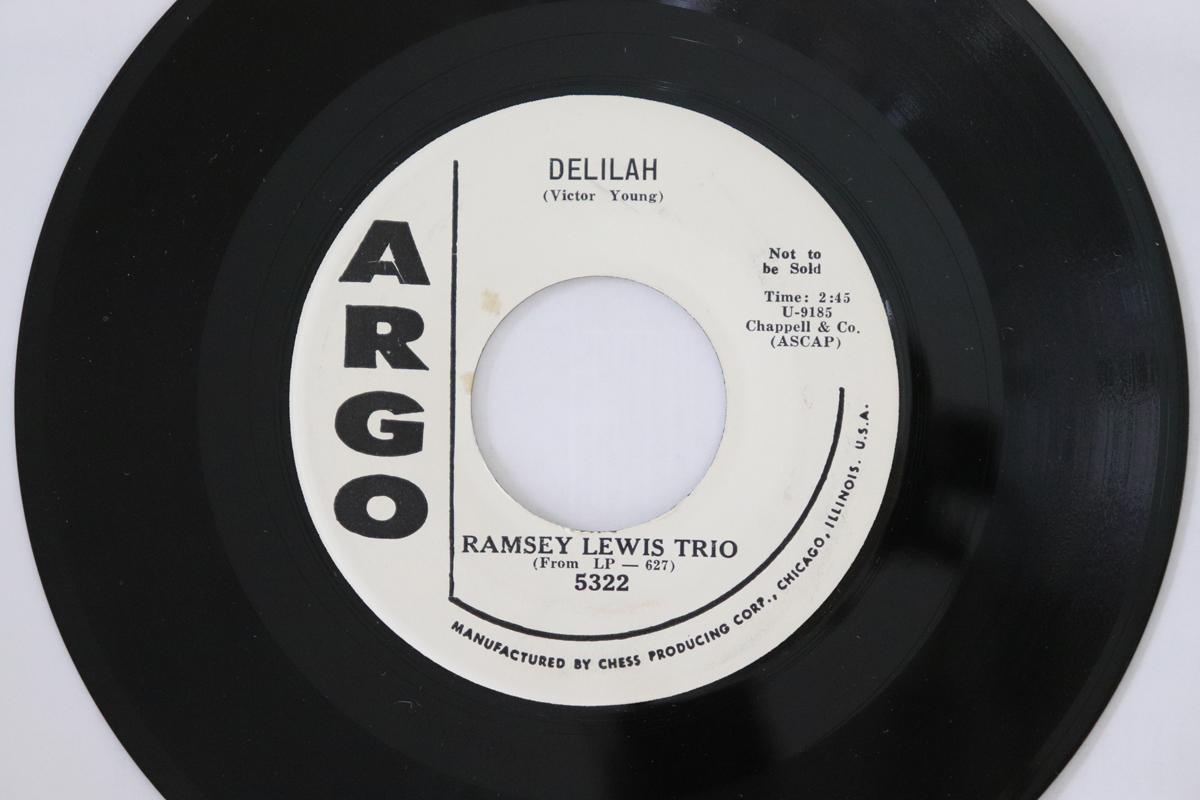 DELILAH
(Victor Young)
ARGO
Not to
be Sold
Time: 2:45
U-9185
Chappell & Co.
(ASCAP)
RAMSEY LEWIS TRIO
(From LP — 627)
5322
MANUFACTURED BY CHESS PRODUCING CORP., CHICAGO, ILLINOIS. U.S.A.